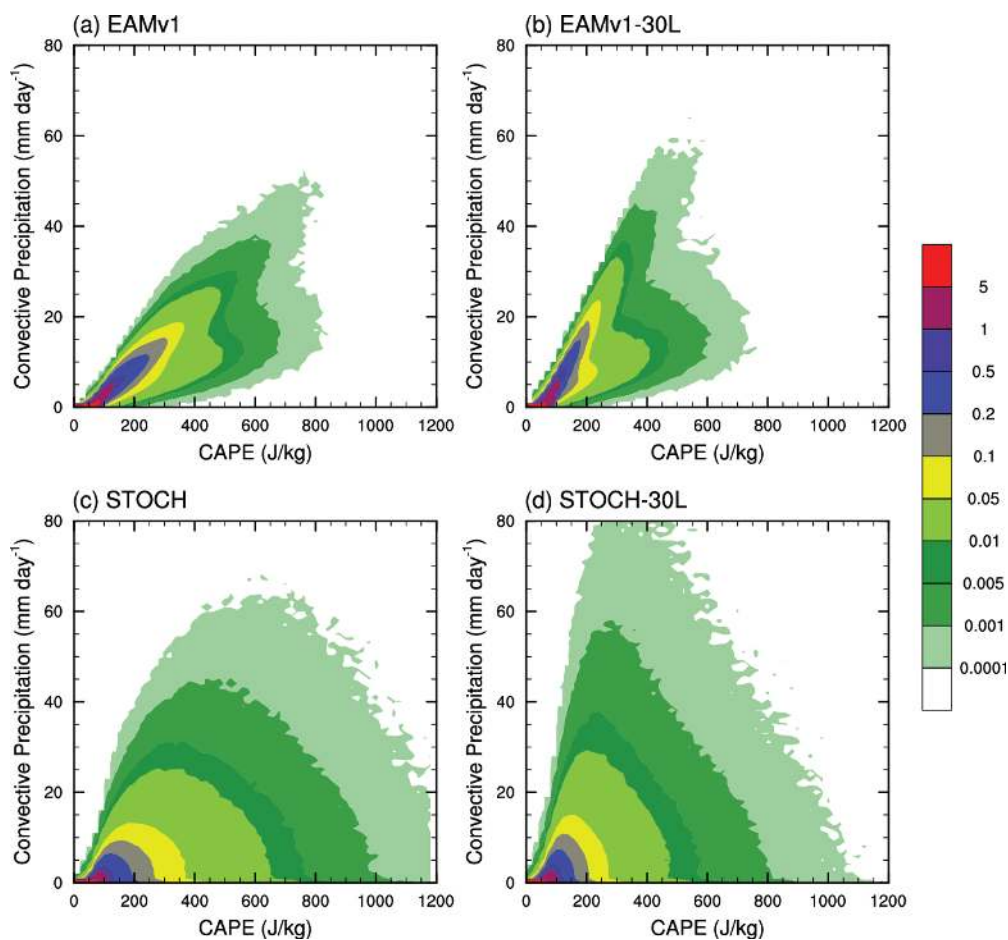 (a) EAMv1
(b) EAMv1-30L
Convective Precipitation (mm day⁻¹)
80
60
40
20
0
0 200 400 600 800 1000 1200
CAPE (J/kg)
Convective Precipitation (mm day⁻¹)
80
60
40
20
0
0 200 400 600 800 1000 1200
CAPE (J/kg)
(c) STOCH
(d) STOCH-30L
Convective Precipitation (mm day⁻¹)
80
60
40
20
0
0 200 400 600 800 1000 1200
CAPE (J/kg)
Convective Precipitation (mm day⁻¹)
80
60
40
20
0
0 200 400 600 800 1000 1200
CAPE (J/kg)
5
1
0.5
0.2
0.1
0.05
0.01
0.005
0.001
0.0001